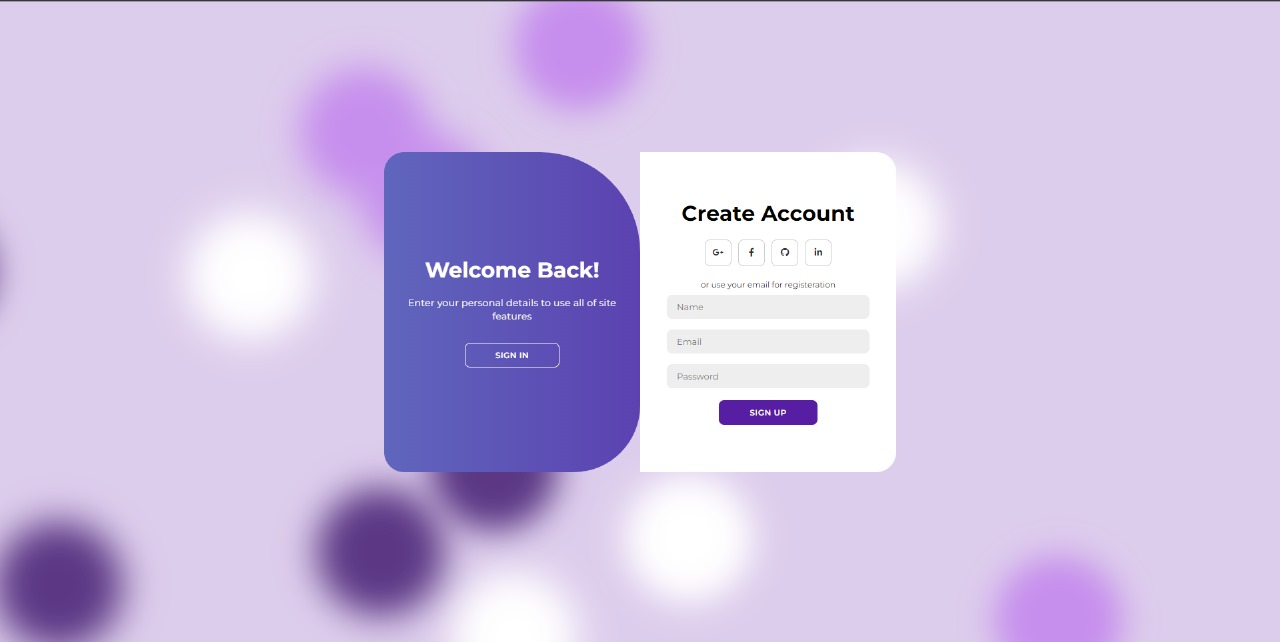 Welcome Back!
Enter your personal details to use all of site
features
SIGN IN
Create Account
G+
f
in
or use your email for registeration
Name
Email
Password
SIGN UP